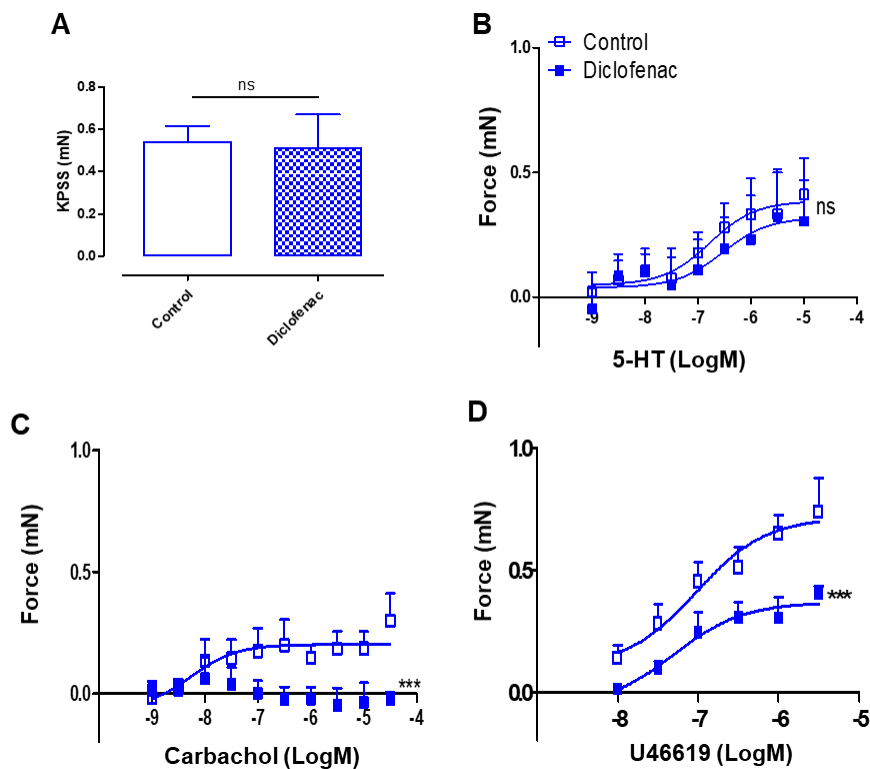 A
ns
KPSS (mN)
0.8
0.6
0.4
0.2
0.0
Control
Diclofenac
B
Control
Diclofenac
Force (mN)
1.0
0.5
0.0
ns
-9 -8 -7 -6 -5 -4
5-HT (LogM)
C
Force (mN)
1.0
0.5
0.0
***
-9 -8 -7 -6 -5 -4
Carbachol (LogM)
D
Force (mN)
1.0
0.5
0.0
***
-8 -7 -6 -5
U46619 (LogM)